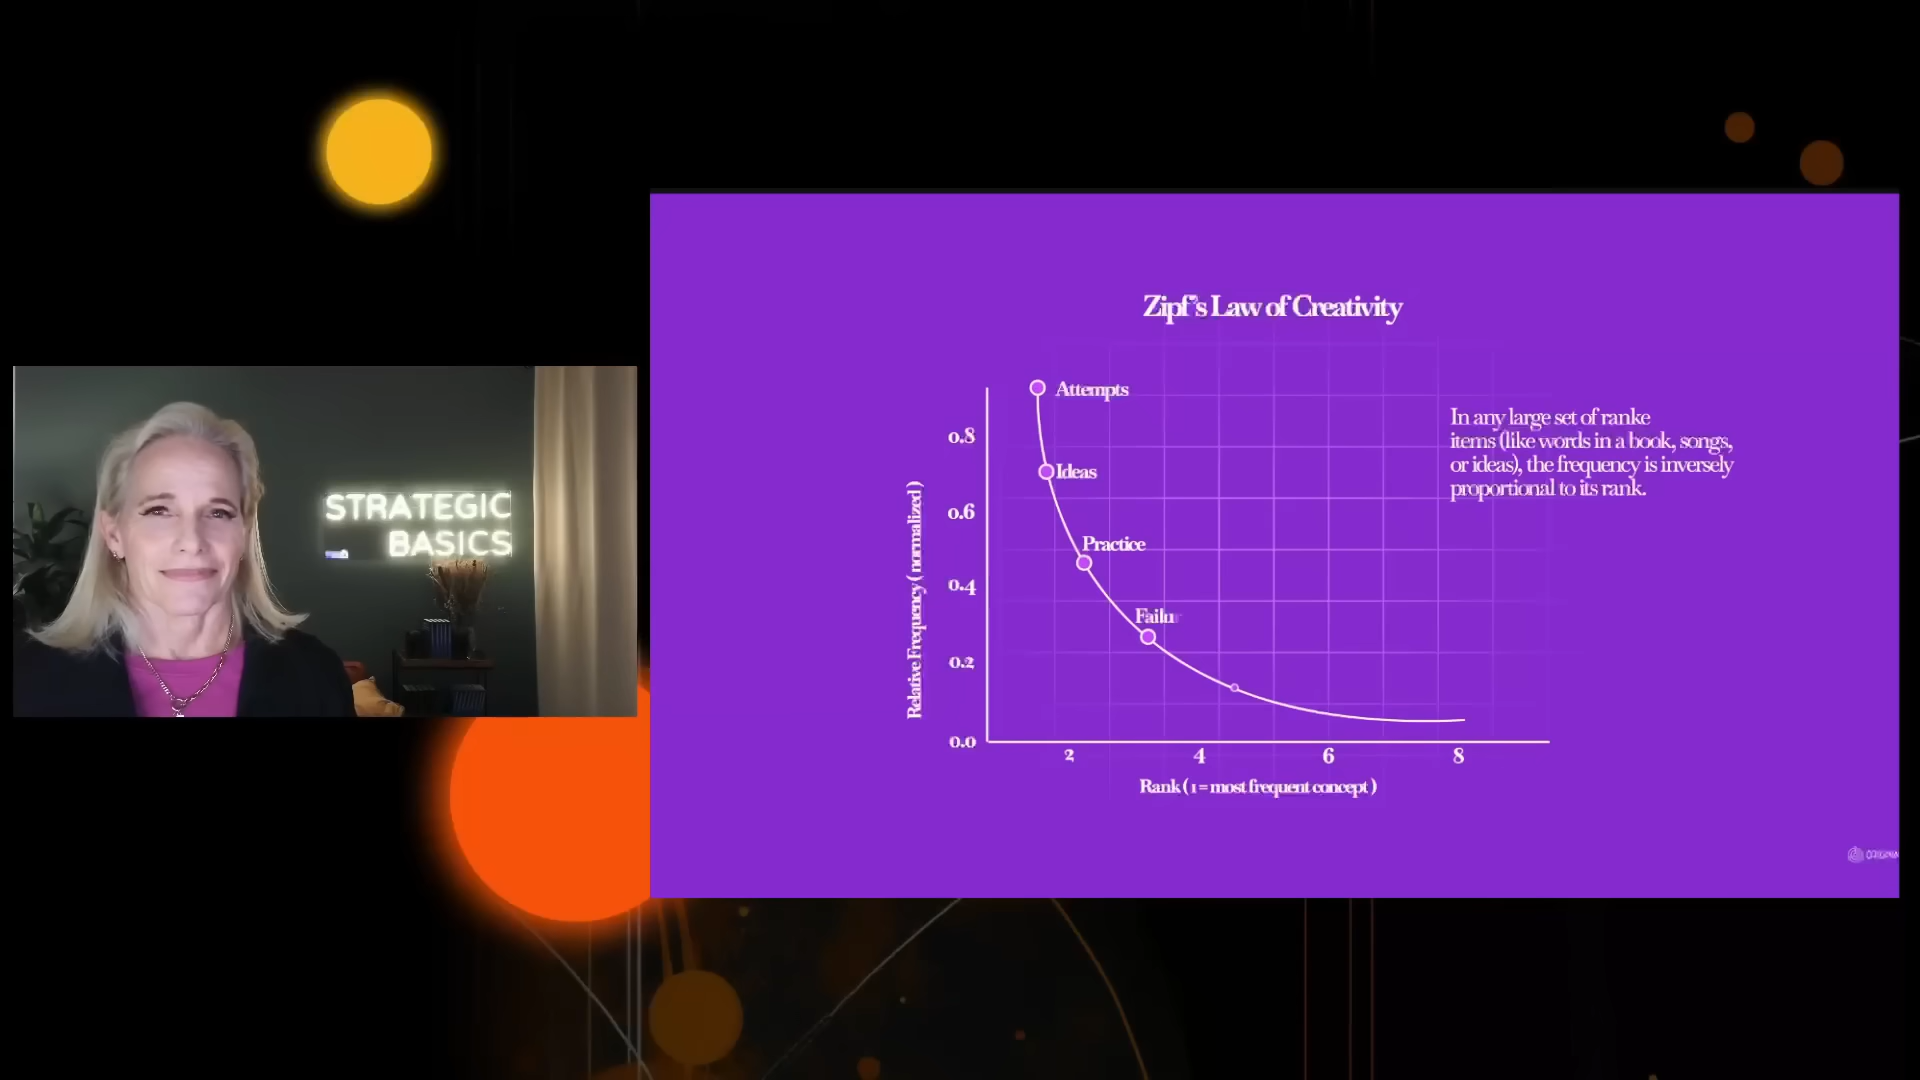 STRATEGIC
BASICS
Zipf's Law of Creativity
Attempts
Ideas
Practice
Failu
In any large set of ranke
items (like words in a book, songs,
or ideas), the frequency is inversely
proportional to its rank.
Relative Frequency ( normalized )
0.8
0.6
0.4
0.2
0.0
2 4 6 8
Rank ( 1 = most frequent concept )